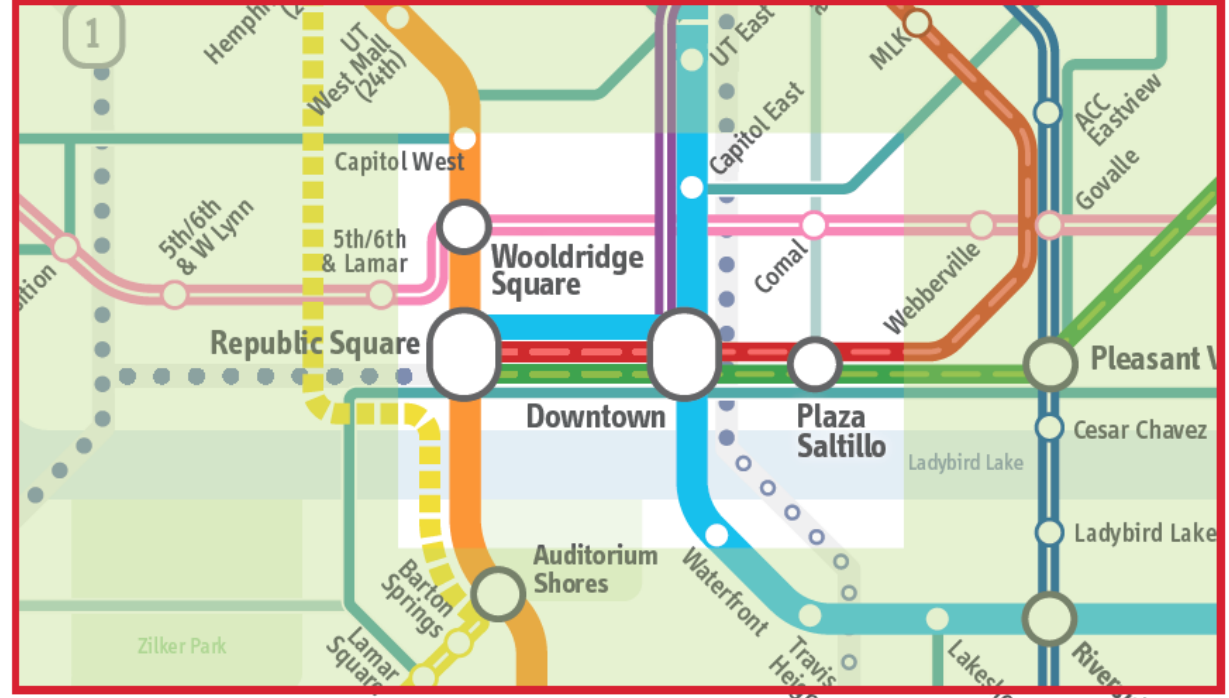 1
UT
West Mall
(24th)
UT East
MLK
ACC
Eastview
Capitol West
Capitol East
Govalle
5th/6th
& W Lynn
5th/6th
& Lamar
Wooldridge
Square
Comal
Webberville
Republic Square
Pleasant V
Downtown
Plaza
Saltillo
Cesar Chavez
Ladybird Lake
Ladybird Lake
Auditorium
Shores
Barton
Springs
Waterfront
Zilker Park
Lamar
Square
Travis